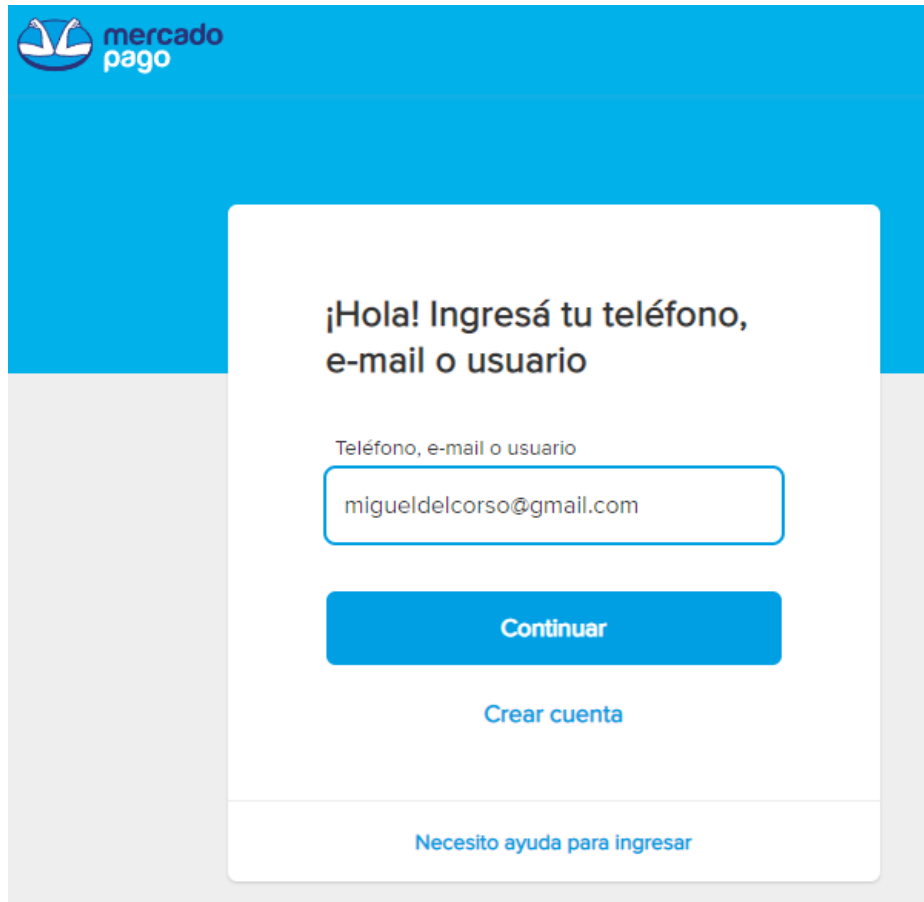 mercado
pago
¡Hola! Ingresá tu teléfono,
e-mail o usuario
Teléfono, e-mail o usuario
migueldelcorso@gmail.com
Continuar
Crear cuenta
Necesito ayuda para ingresar